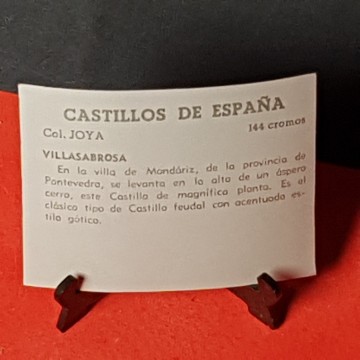 CASTILLOS DE ESPAÑA
Col. JOYA 144 cromos
VILLASABROSA
En la villa de Mondáriz, de la provincia de
Pontevedra, se levanta en lo alto de un áspero
cerro, este Castillo de magnífica planta. Es el
clásico tipo de Castillo feudal con acentuado es-
tilo gótico.